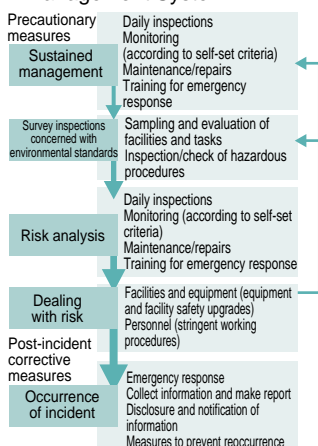 Precautionary
measures
Sustained
management
Daily inspections
Monitoring
(according to self-set criteria)
Maintenance/repairs
Training for emergency
response
Survey inspections
concerned with
environmental standards
Sampling and evaluation of
facilities and tasks
Inspection/check of hazardous
procedures
Risk analysis
Daily inspections
Monitoring (according to self-set
criteria)
Maintenance/repairs
Training for emergency response
Dealing
with risk
Facilities and equipment (equipment
and facility safety upgrades)
Personnel (stringent working
procedures)
Post-incident
corrective
measures
Occurrence
of incident
Emergency response
Collect information and make report
Disclosure and notification of
information
Measures to prevent reoccurrence